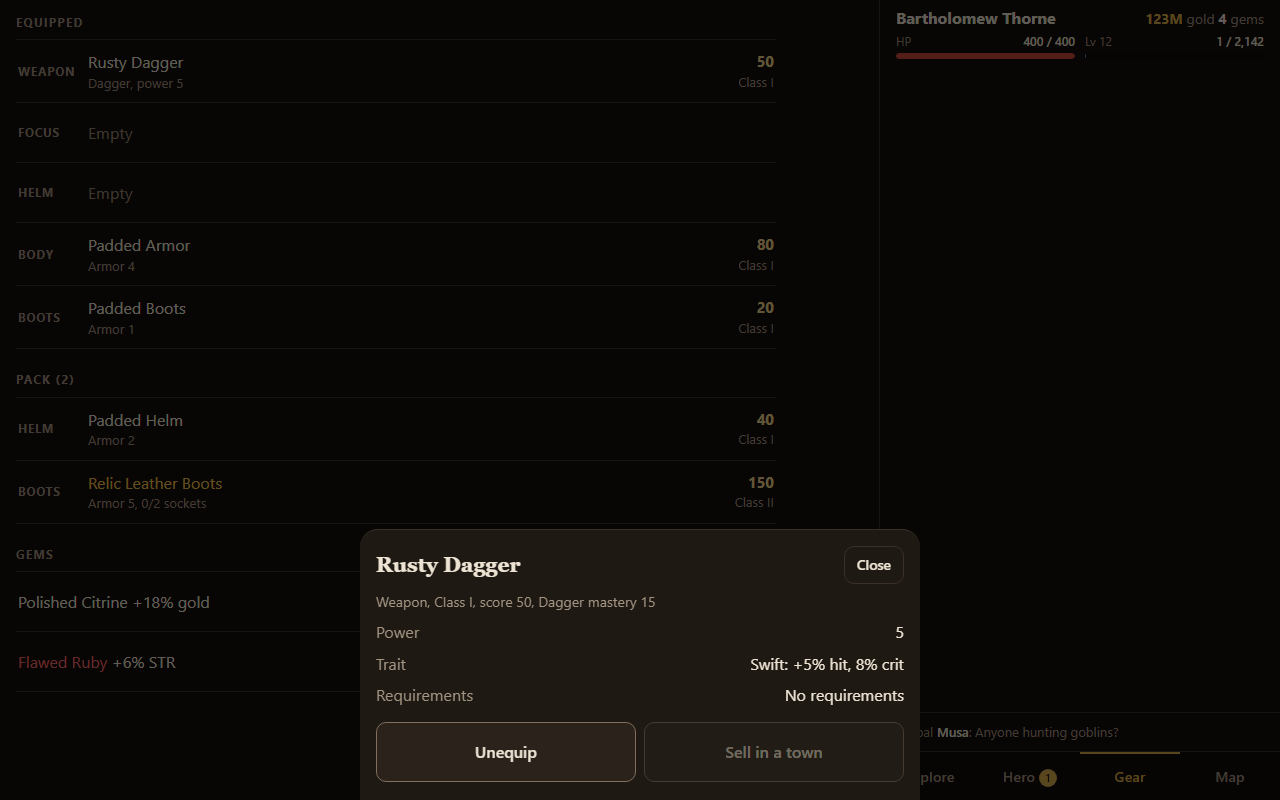 EQUIPPED
WEAPON Rusty Dagger 50
Dagger, power 5 Class I
FOCUS Empty
HELM Empty
BODY Padded Armor 80
Armor 4 Class I
BOOTS Padded Boots 20
Armor 1 Class I
PACK (2)
HELM Padded Helm 40
Armor 2 Class I
BOOTS Relic Leather Boots 150
Armor 5, 0/2 sockets Class II
GEMS
Polished Citrine +18% gold
Flawed Ruby +6% STR
Rusty Dagger Close
Weapon, Class I, score 50, Dagger mastery 15
Power 5
Trait Swift: +5% hit, 8% crit
Requirements No requirements
Unequip Sell in a town
Bartholomew Thorne 123M gold 4 gems
HP 400 / 400 Lv 12 1 / 2,142
Musa: Anyone hunting goblins?
plore Hero 1 Gear Map